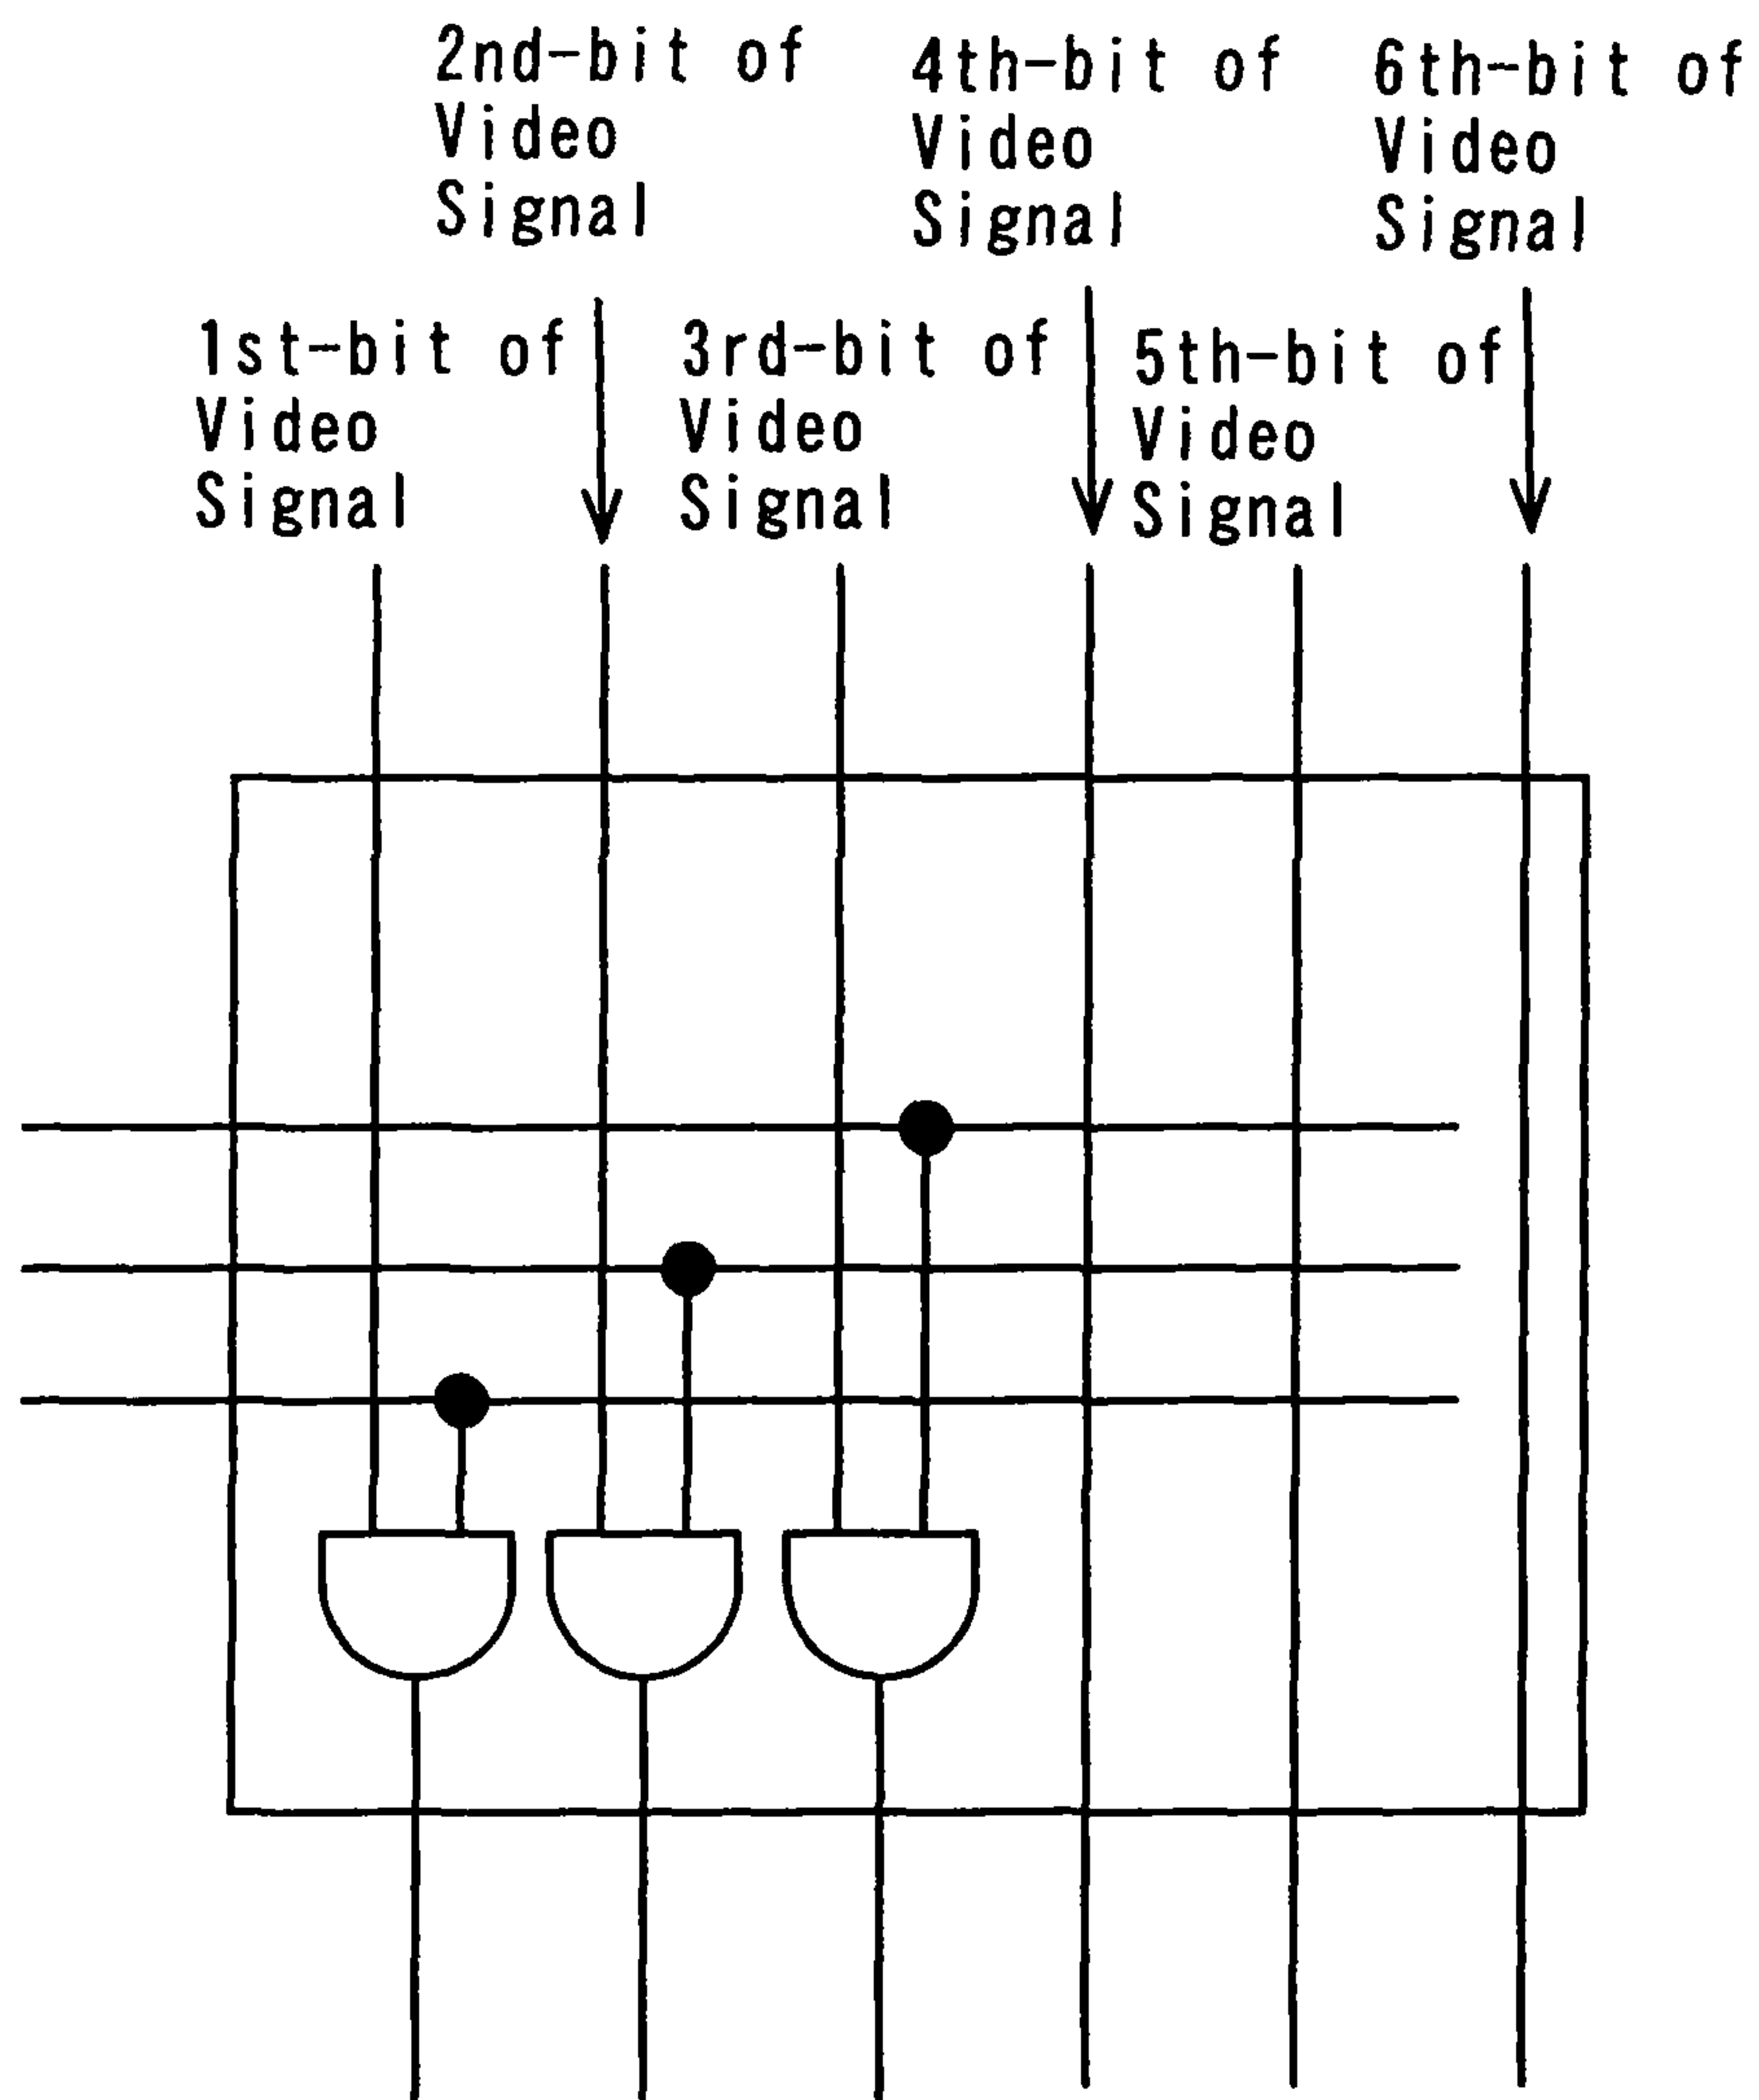 2nd-bit of
Video
Signal
4th-bit of
Video
Signal
6th-bit of
Video
Signal
1st-bit of
Video
Signal
3rd-bit of
Video
Signal
5th-bit of
Video
Signal